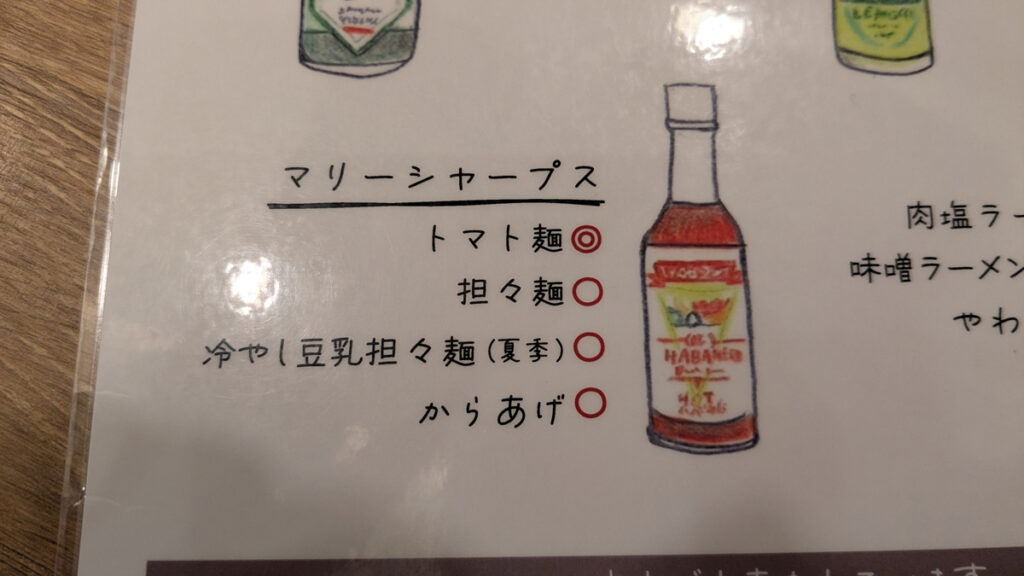 マリーシャープス
トマト麺◎
担々麺○
冷やし豆乳担々麺(夏季)○
からあげ○
HABANERO
HOT
肉塩ラー
味噌ラーメン
やわ